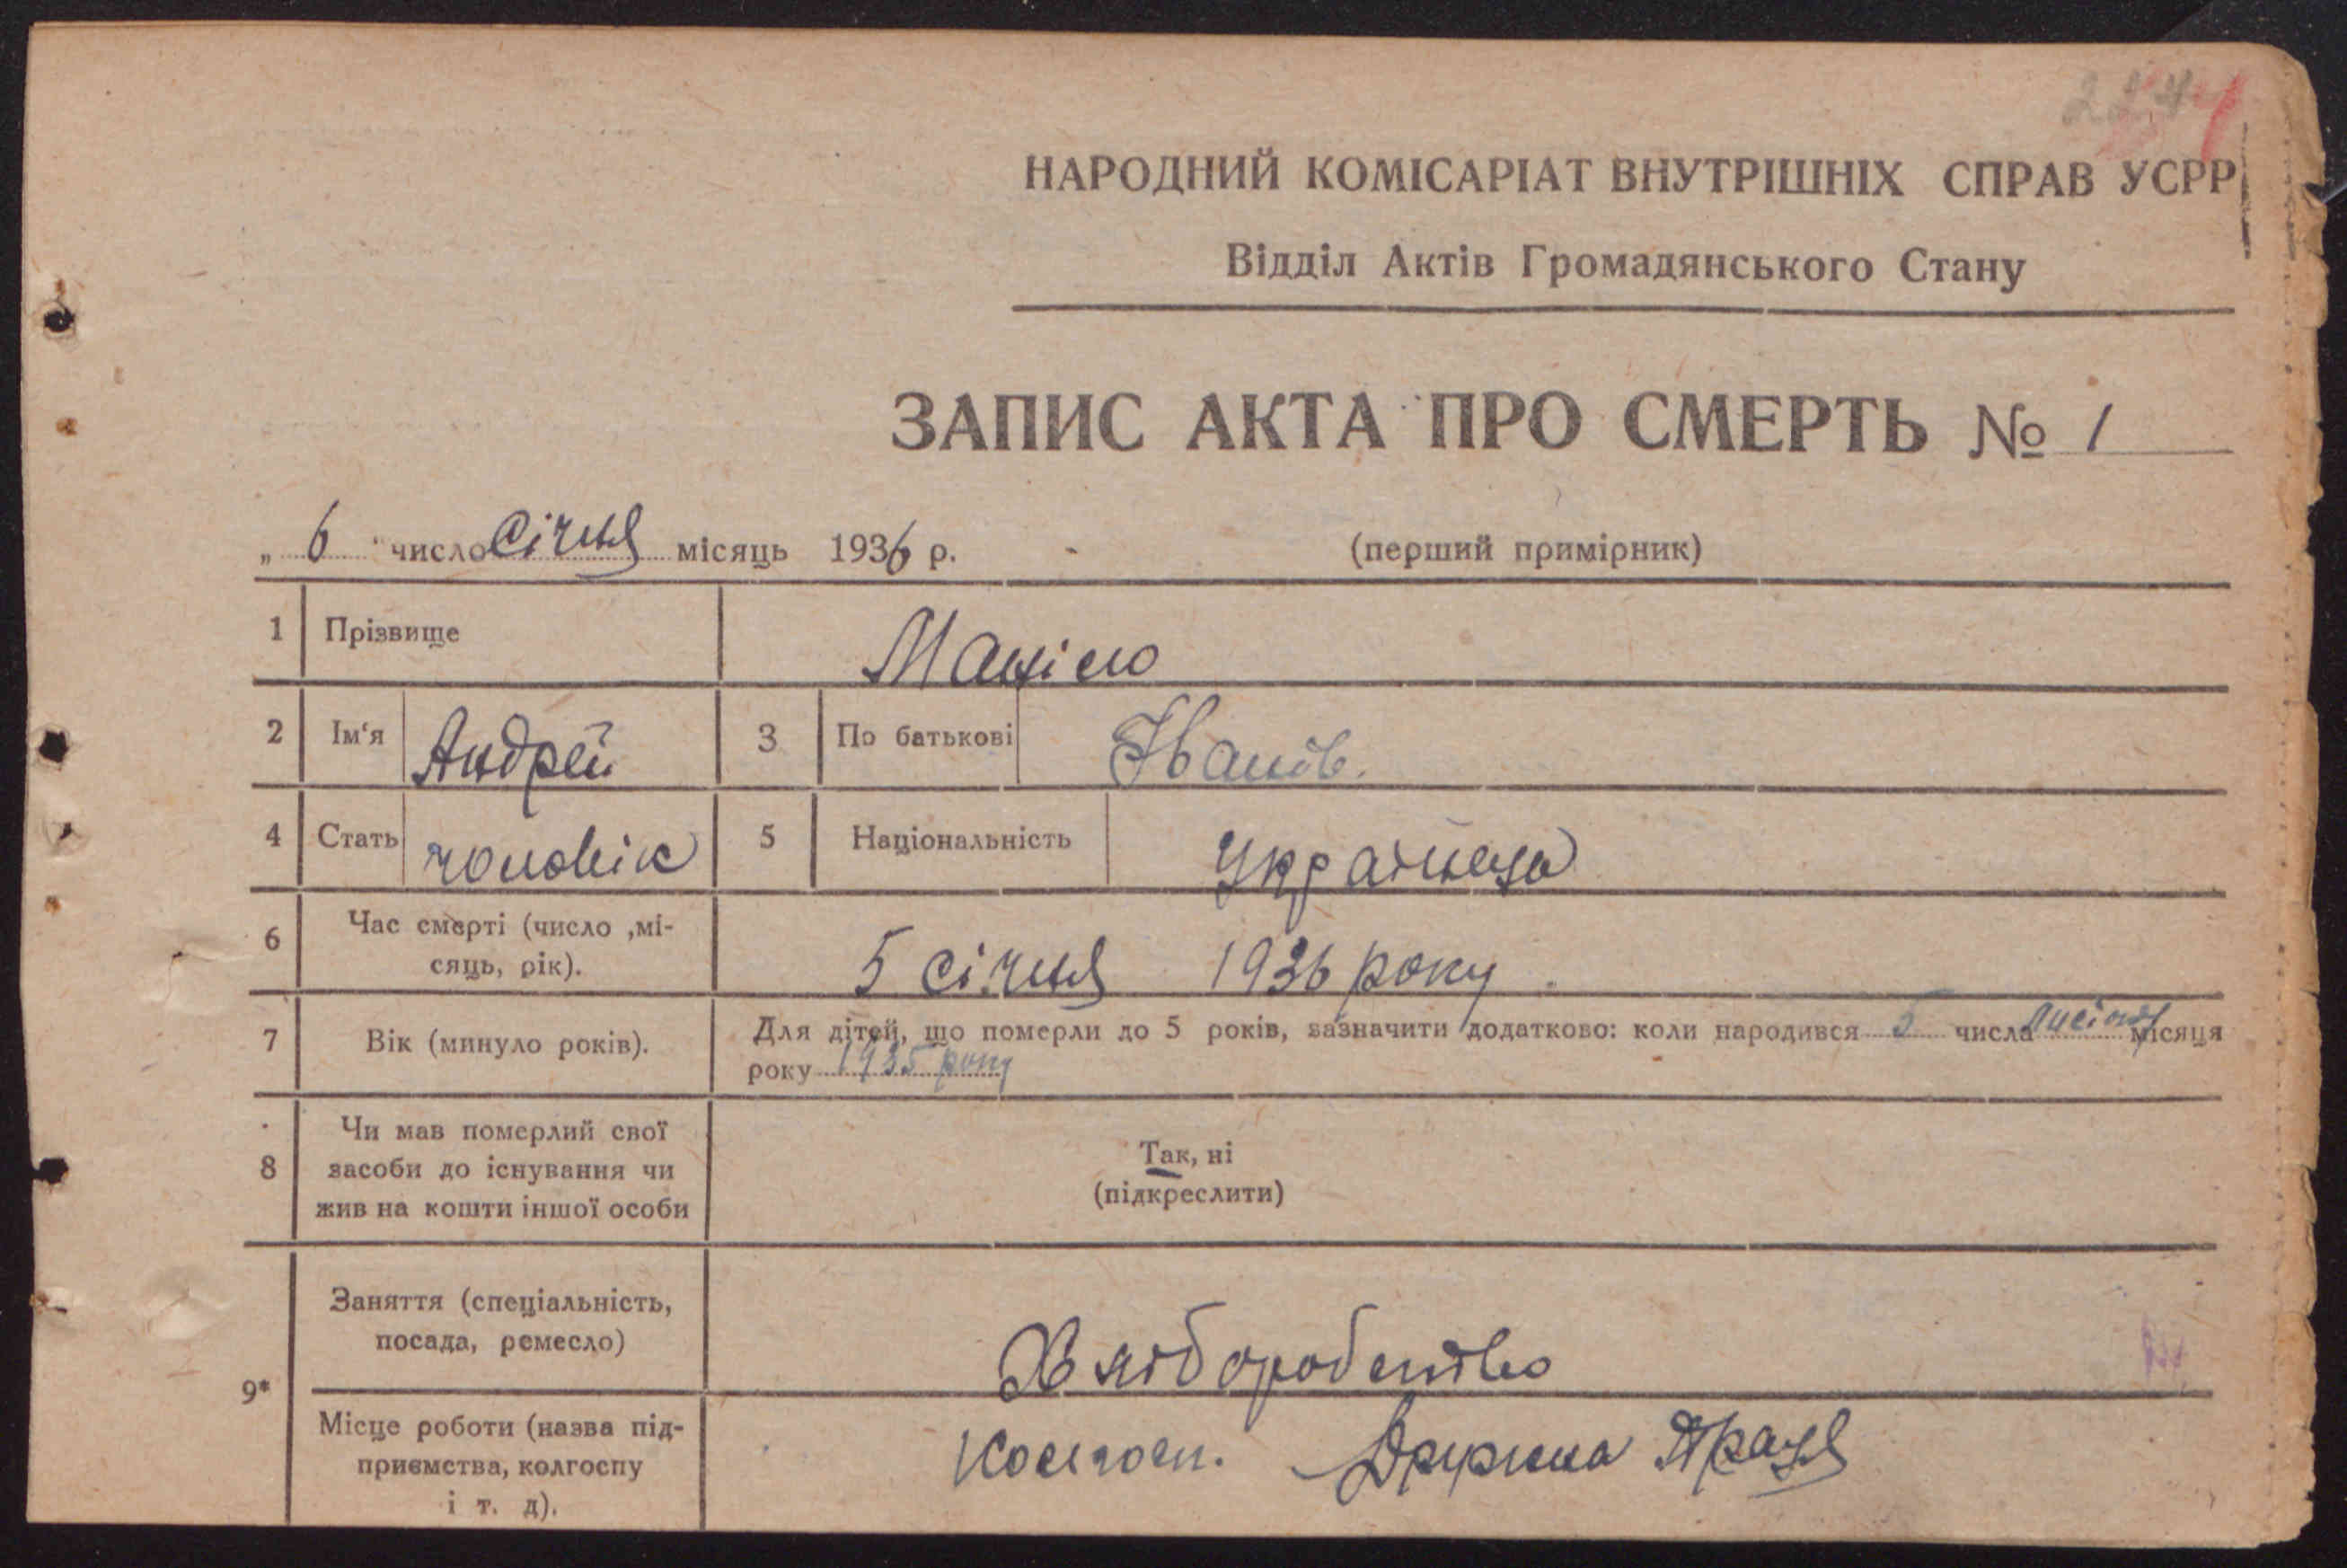 НАРОДНИЙ КОМІСАРІАТ ВНУТРІШНІХ СПРАВ УСРР
Відділ Актів Громадянського Стану
ЗАПИС АКТА ПРО СМЕРТЬ № 1
„ 6 " число Січня місяць 1936 р.
(перший примірник)
1 Прізвище
2 Ім'я Андрей 3 По батькові Іванов.
4 Стать чоловік 5 Національність Українець
6 Час смерті (число ,мі-
сяць, рік).
5 січня 1936 року
7 Вік (минуло років).
Для дітей, що померли до 5 років, зазначити додатково: коли народився 5 числа місяця
року 1935 року
8 Чи мав померлий свої
засоби до існування чи
жив на кошти іншої особи
Так, ні
(підкреслити)
9*
Заняття (спеціальність,
посада, ремесло)
Хліборобство
Місце роботи (назва під-
приємства, колгоспу
і т. д).
Колгосп. Дружна Праця